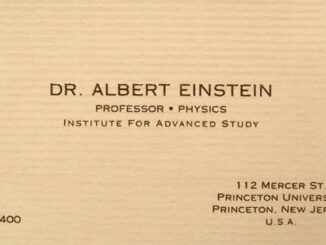 DR. ALBERT EINSTEIN
PROFESSOR • PHYSICS
INSTITUTE FOR ADVANCED STUDY
112 MERCER ST.
PRINCETON UNIVERS
PRINCETON, NEW JER
U.S.A.
400